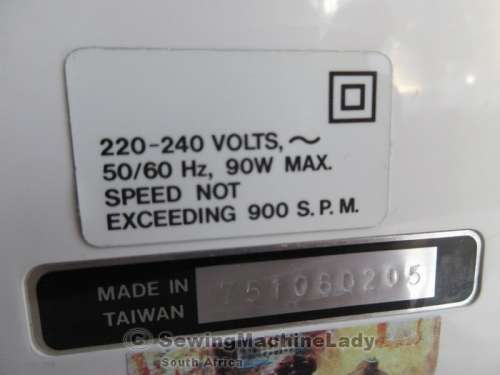 220-240 VOLTS, ~
50/60 Hz, 90W MAX.
SPEED NOT
EXCEEDING 900 S.P.M.
MADE IN
TAIWAN
751060205
© SewingMachineLady
South Africa